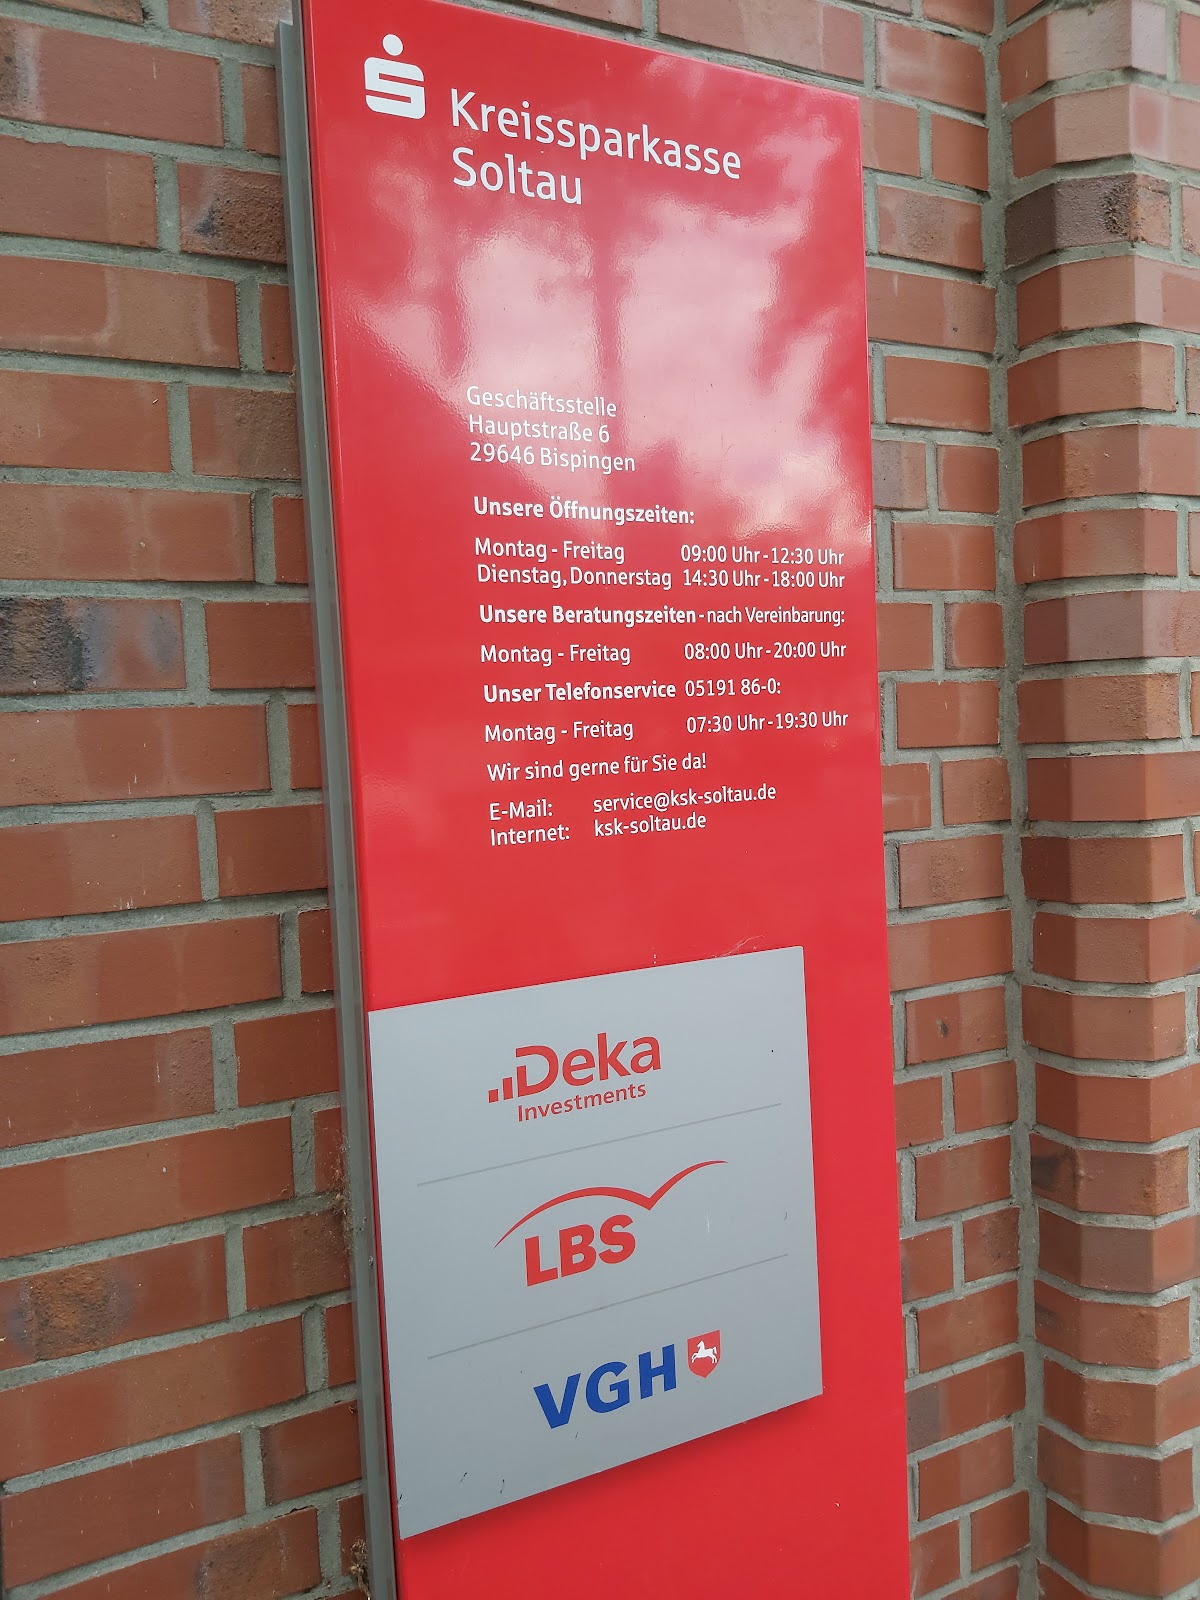 Kreissparkasse
Soltau
Geschäftsstelle
Hauptstraße 6
29646 Bispingen
Unsere Öffnungszeiten:
Montag - Freitag 09:00 Uhr - 12:30 Uhr
Dienstag, Donnerstag 14:30 Uhr - 18:00 Uhr
Unsere Beratungszeiten - nach Vereinbarung:
Montag - Freitag 08:00 Uhr - 20:00 Uhr
Unser Telefonservice 05191 86-0:
Montag - Freitag 07:30 Uhr - 19:30 Uhr
Wir sind gerne für Sie da!
E-Mail: service@ksk-soltau.de
Internet: ksk-soltau.de
Deka
Investments
LBS
VGH